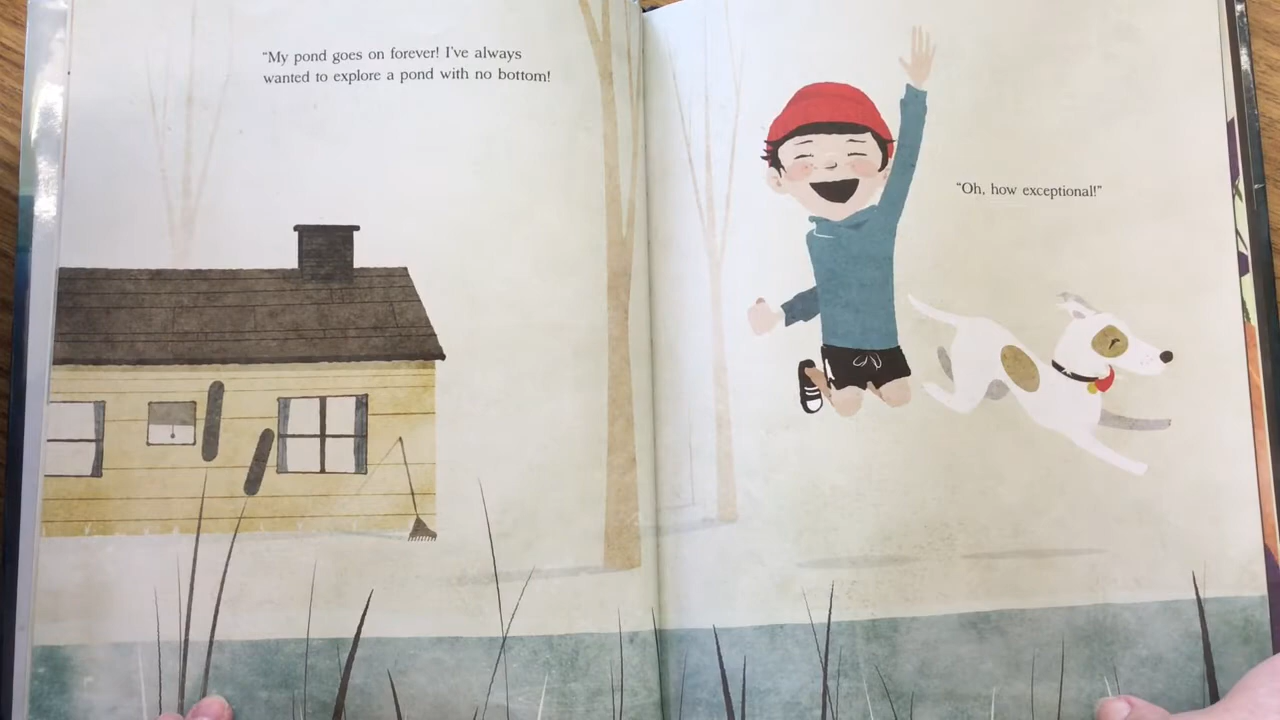 "My pond goes on forever! I've always
wanted to explore a pond with no bottom!
"Oh, how exceptional!"